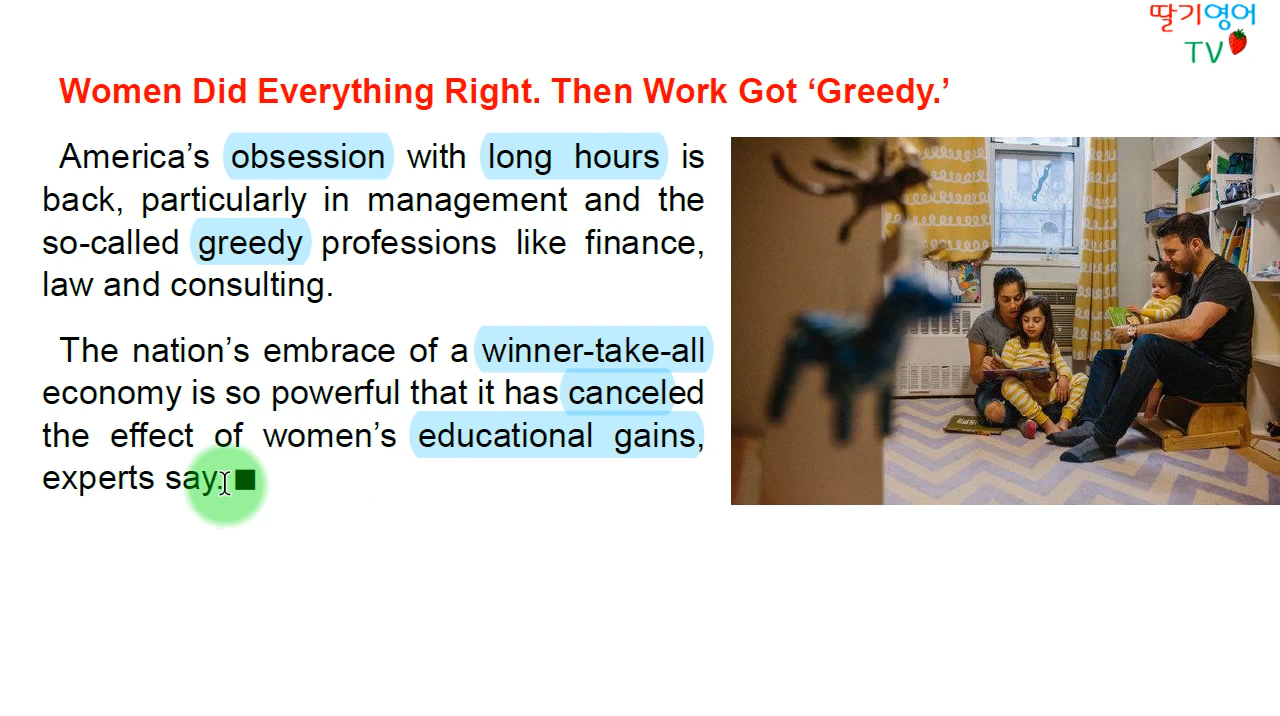 딸기영어
TV
Women Did Everything Right. Then Work Got ‘Greedy.’
America’s obsession with long hours is
back, particularly in management and the
so-called greedy professions like finance,
law and consulting.
The nation’s embrace of a winner-take-all
economy is so powerful that it has canceled
the effect of women’s educational gains,
experts say.■